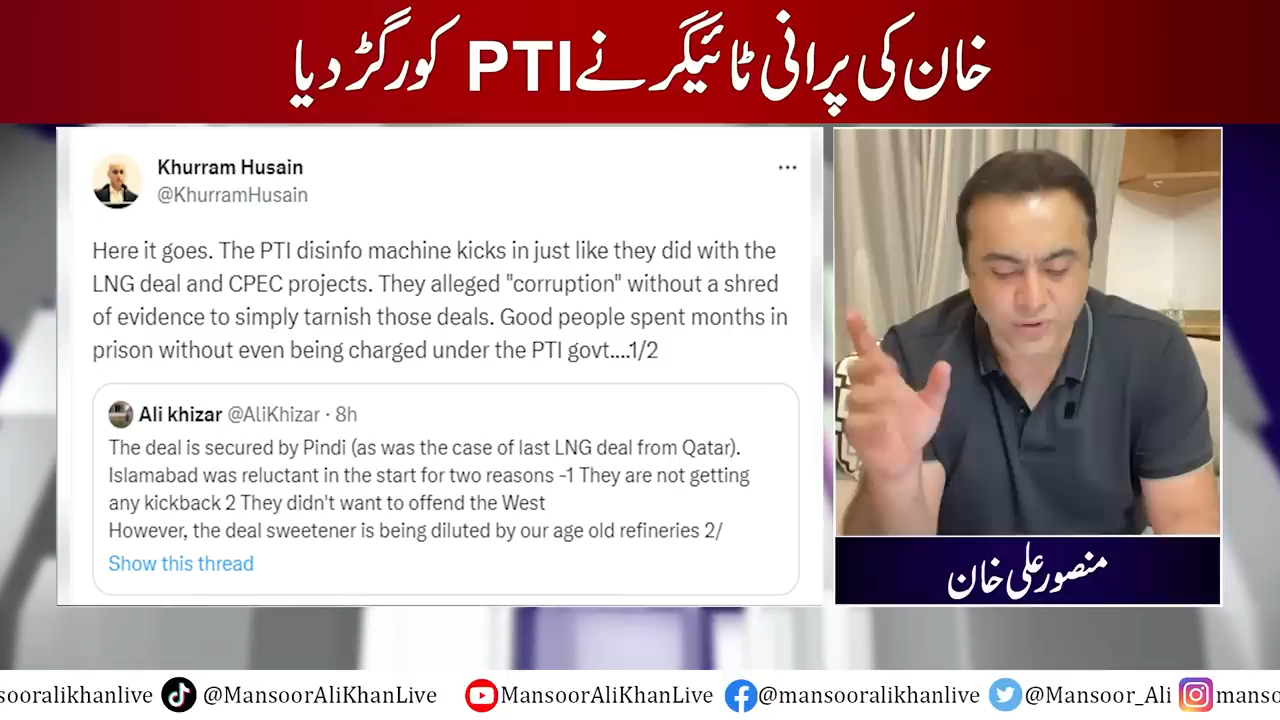 خان کی پرانی ٹائیگر نے PTI کو رگڑ دیا
Khurram Husain
@KhurramHusain
Here it goes. The PTI disinfo machine kicks in just like they did with the
LNG deal and CPEC projects. They alleged "corruption" without a shred
of evidence to simply tarnish those deals. Good people spent months in
prison without even being charged under the PTI govt....1/2
Ali khizar @AliKhizar · 8h
The deal is secured by Pindi (as was the case of last LNG deal from Qatar).
Islamabad was reluctant in the start for two reasons -1 They are not getting
any kickback 2 They didn't want to offend the West
However, the deal sweetener is being diluted by our age old refineries 2/
Show this thread
منصور علی خان
nsooralikhanlive @MansoorAliKhanLive MansoorAliKhanLive @mansooralikhanlive @Mansoor_Ali manso